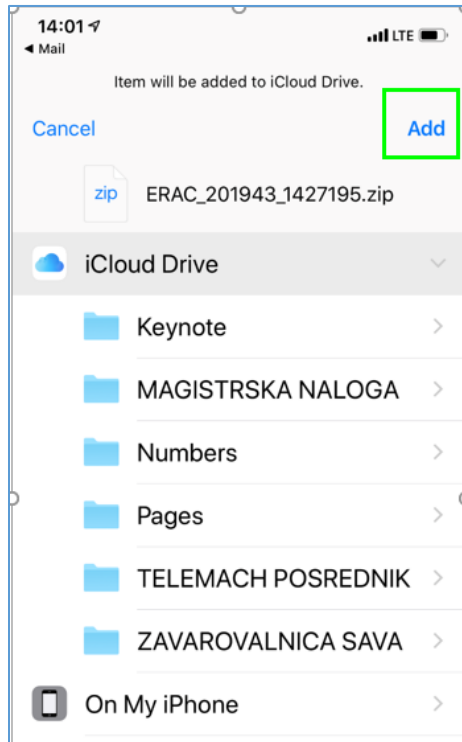 14:01
LTE
◀ Mail
Item will be added to iCloud Drive.
Cancel
Add
zip
ERAC_201943_1427195.zip
iCloud Drive
Keynote
MAGISTRSKA NALOGA
Numbers
Pages
TELEMACH POSREDNIK
ZAVAROVALNICA SAVA
On My iPhone